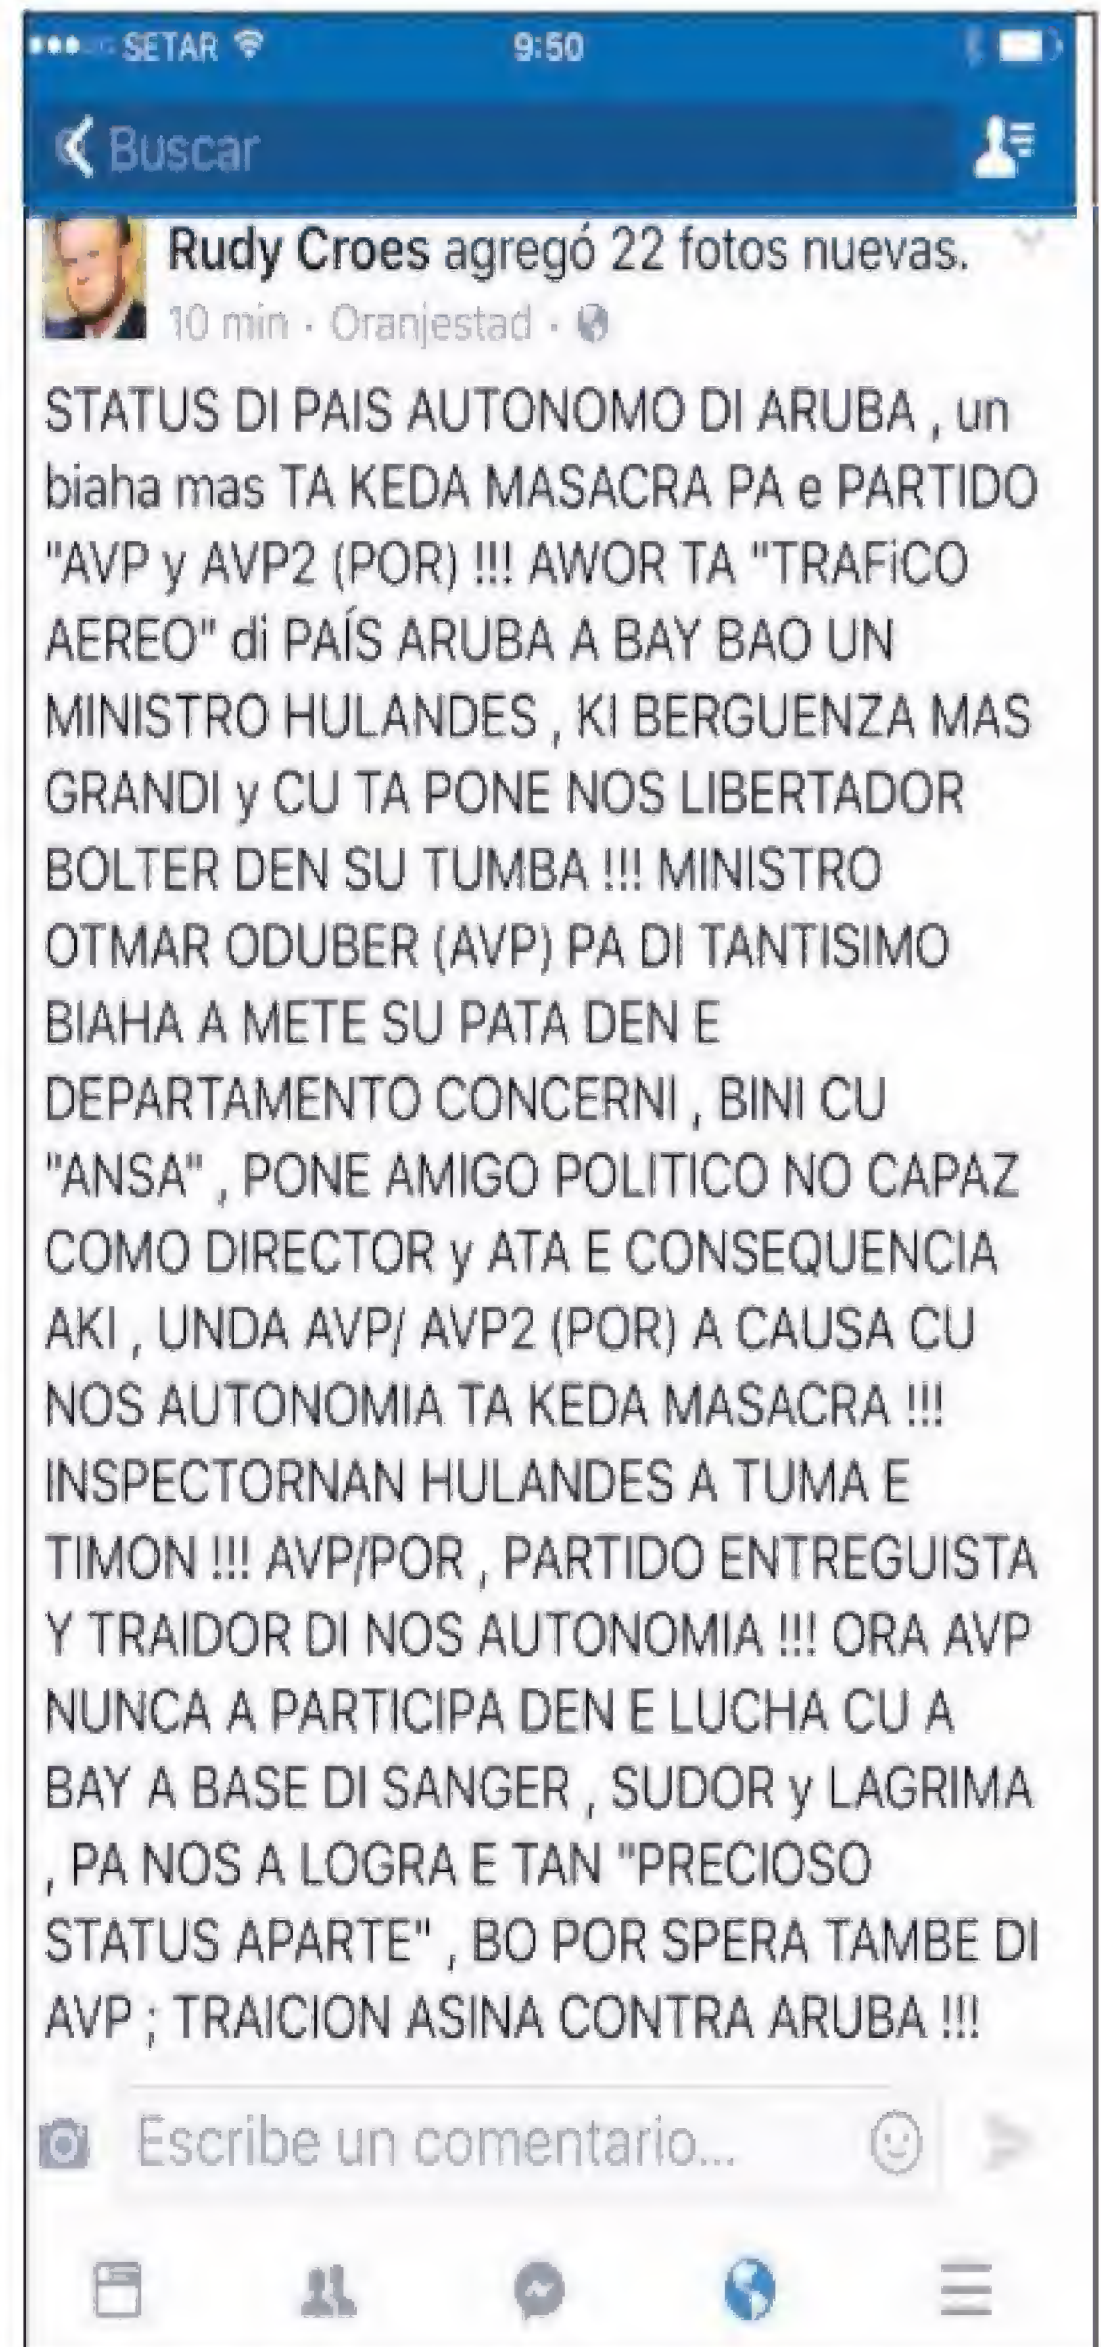 SETAR 9:50
Buscar
Rudy Croes agregó 22 fotos nuevas.
10 min · Oranjestad ·
STATUS DI PAIS AUTONOMO DI ARUBA , un
biaha mas TA KEDA MASACRA PA e PARTIDO
"AVP y AVP2 (POR) !!! AWOR TA "TRAFiCO
AEREO" di PAÍS ARUBA A BAY BAO UN
MINISTRO HULANDES , KI BERGUENZA MAS
GRANDI y CU TA PONE NOS LIBERTADOR
BOLTER DEN SU TUMBA !!! MINISTRO
OTMAR ODUBER (AVP) PA DI TANTISIMO
BIAHA A METE SU PATA DEN E
DEPARTAMENTO CONCERNI , BINI CU
"ANSA" , PONE AMIGO POLITICO NO CAPAZ
COMO DIRECTOR y ATA E CONSEQUENCIA
AKI , UNDA AVP/ AVP2 (POR) A CAUSA CU
NOS AUTONOMIA TA KEDA MASACRA !!!
INSPECTORNAN HULANDES A TUMA E
TIMON !!! AVP/POR , PARTIDO ENTREGUISTA
Y TRAIDOR DI NOS AUTONOMIA !!! ORA AVP
NUNCA A PARTICIPA DEN E LUCHA CU A
BAY A BASE DI SANGER , SUDOR y LAGRIMA
, PA NOS A LOGRA E TAN "PRECIOSO
STATUS APARTE" , BO POR SPERA TAMBE DI
AVP ; TRAICION ASINA CONTRA ARUBA !!!
Escribe un comentario...